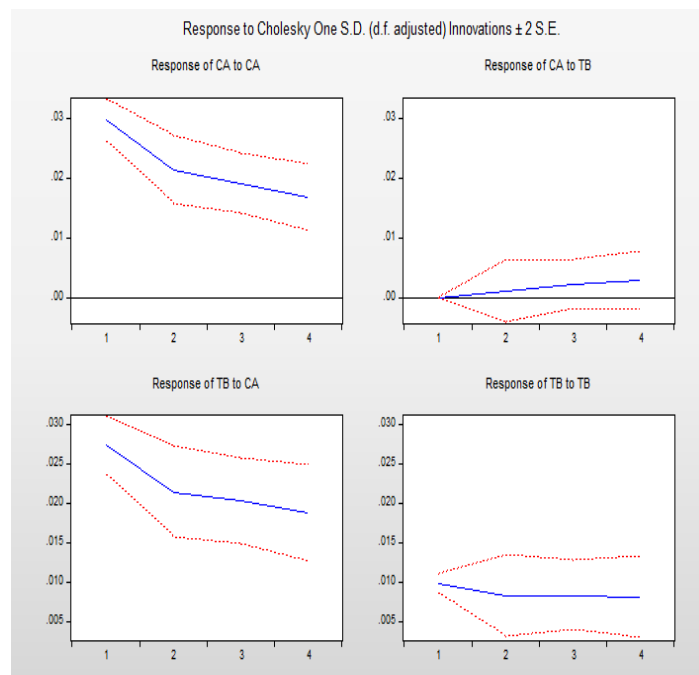 Response to Cholesky One S.D. (d.f. adjusted) Innovations ± 2 S.E.
Response of CA to CA
.03
.02
.01
.00
1 2 3 4
Response of CA to TB
.03
.02
.01
.00
1 2 3 4
Response of TB to CA
.030
.025
.020
.015
.010
.005
1 2 3 4
Response of TB to TB
.030
.025
.020
.015
.010
.005
1 2 3 4